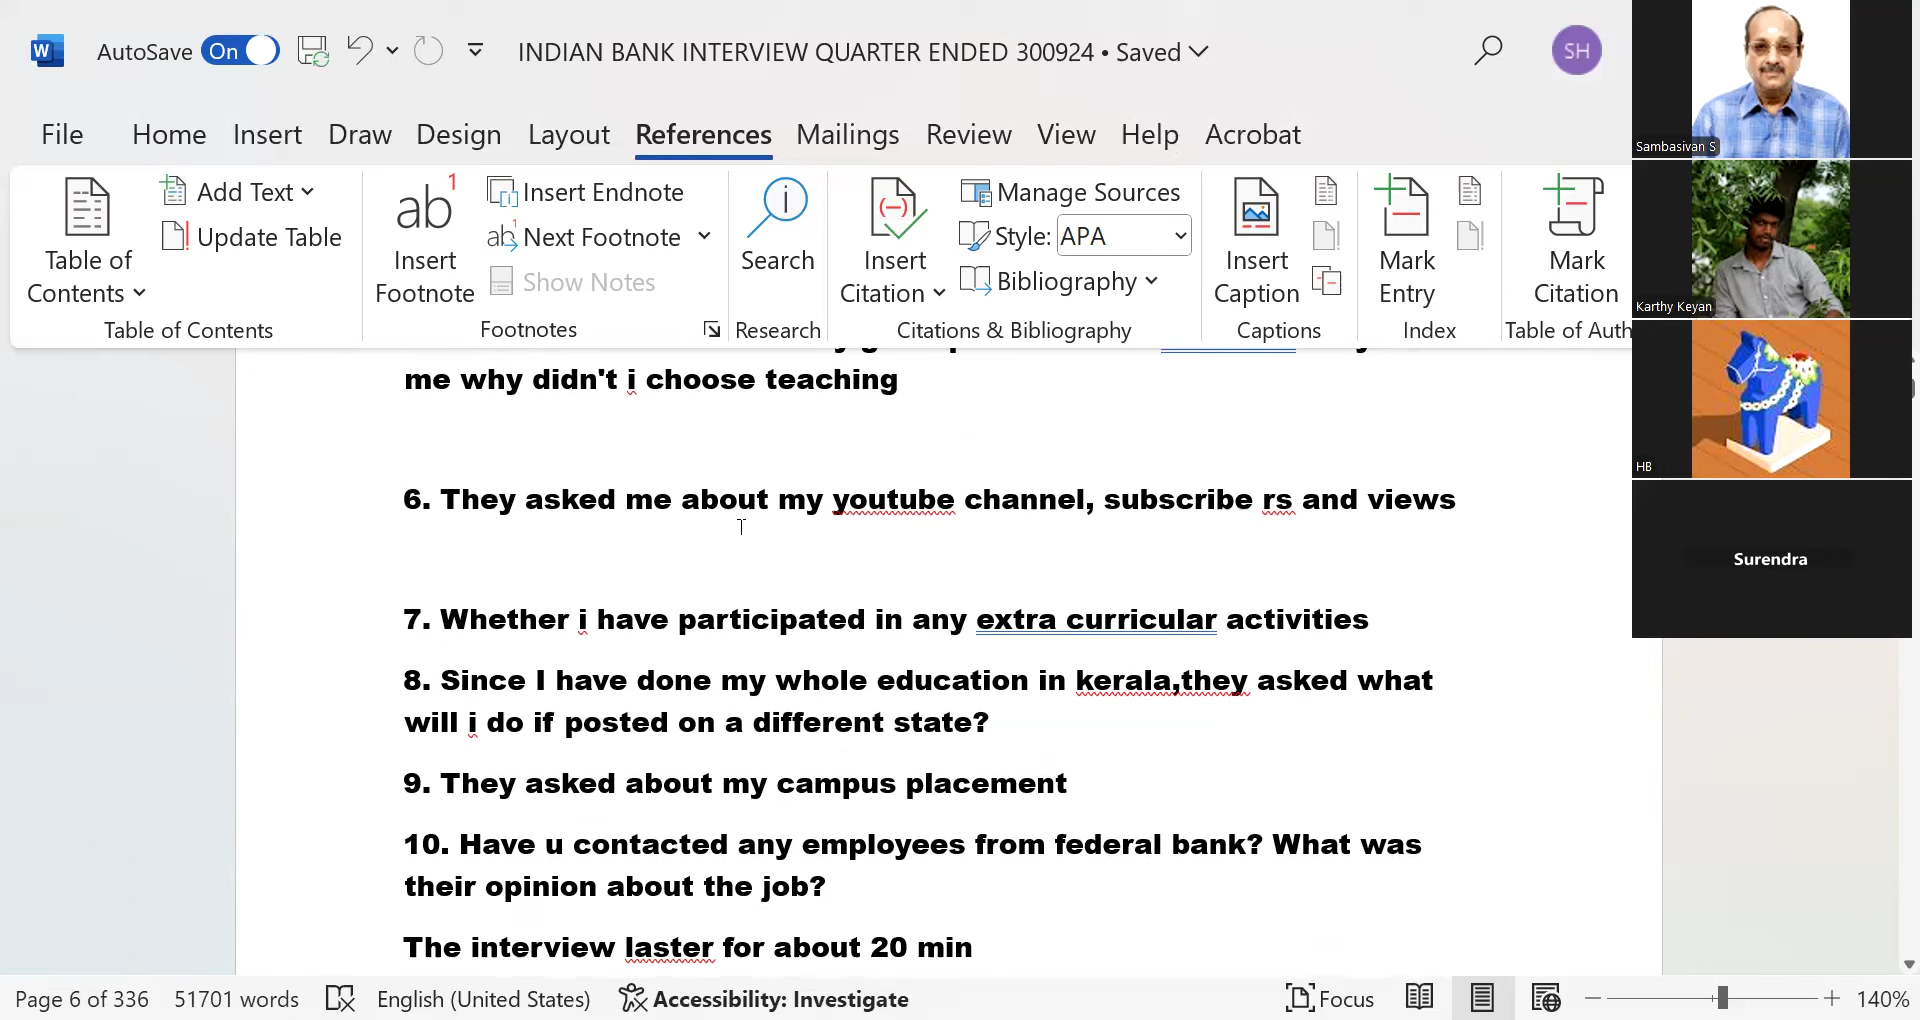 AutoSave On INDIAN BANK INTERVIEW QUARTER ENDED 300924 • Saved SH
File Home Insert Draw Design Layout References Mailings Review View Help Acrobat
Table of Contents
Add Text
Update Table
Table of Contents
ab1
Insert Footnote
Insert Endnote
ab Next Footnote
Show Notes
Footnotes
Search
Research
Insert Citation
Manage Sources
Style: APA
Bibliography
Citations & Bibliography
Insert Caption
Captions
Mark Entry
Index
Mark Citation
Table of Auth
Sambasivan S
Karthy Keyan
HB
Surendra
me why didn't i choose teaching
6. They asked me about my youtube channel, subscribe rs and views
7. Whether i have participated in any extra curricular activities
8. Since I have done my whole education in kerala,they asked what
will i do if posted on a different state?
9. They asked about my campus placement
10. Have u contacted any employees from federal bank? What was
their opinion about the job?
The interview laster for about 20 min
Page 6 of 336 51701 words English (United States) Accessibility: Investigate Focus 140%